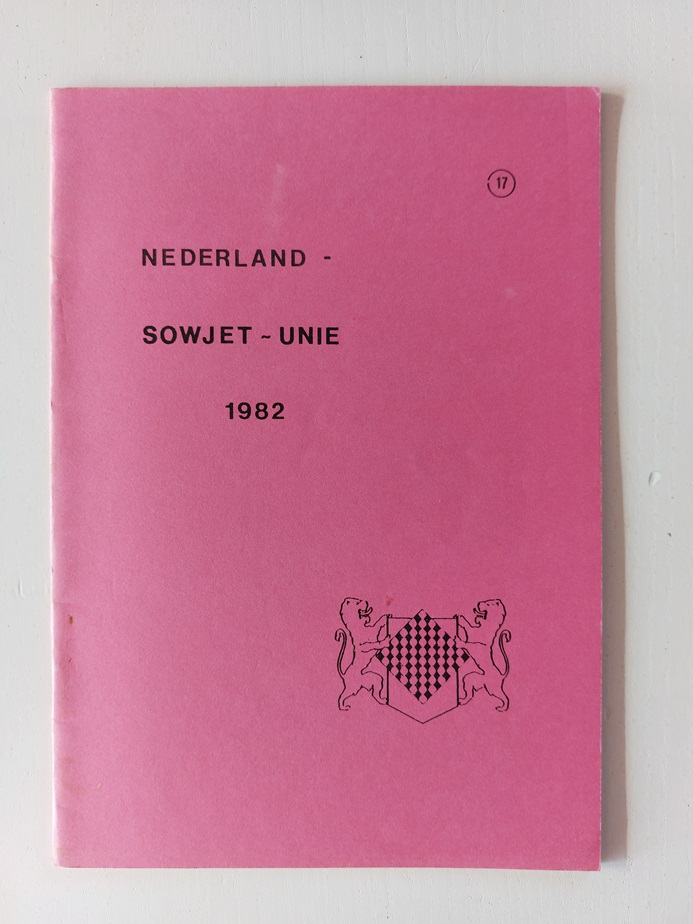 17
NEDERLAND -
SOWJET ~ UNIE
1982